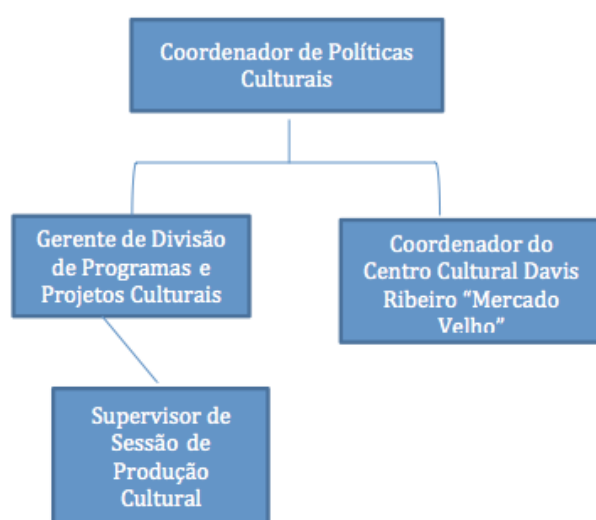 Coordenador de Políticas
Culturais
Gerente de Divisão
de Programas e
Projetos Culturais
Coordenador do
Centro Cultural Davis
Ribeiro “Mercado
Velho”
Supervisor de
Sessão de
Produção
Cultural